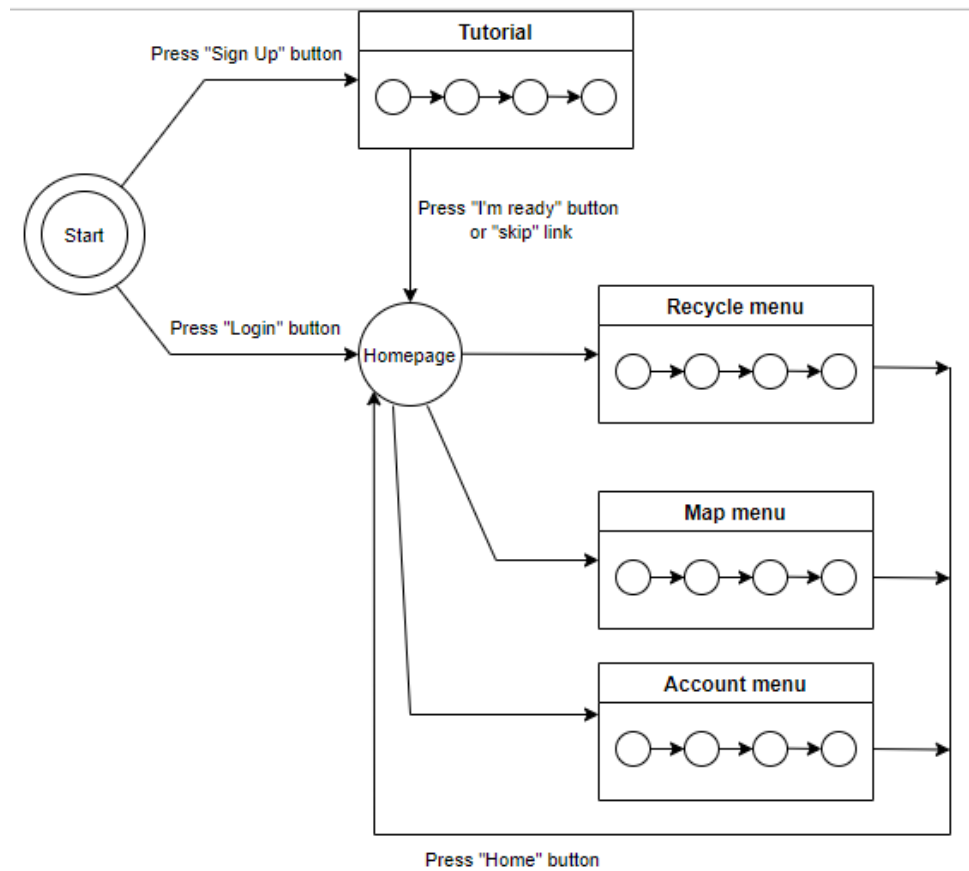 Tutorial
Press "Sign Up" button
Press "I'm ready" button
or "skip" link
Start
Press "Login" button
Homepage
Recycle menu
Map menu
Account menu
Press "Home" button